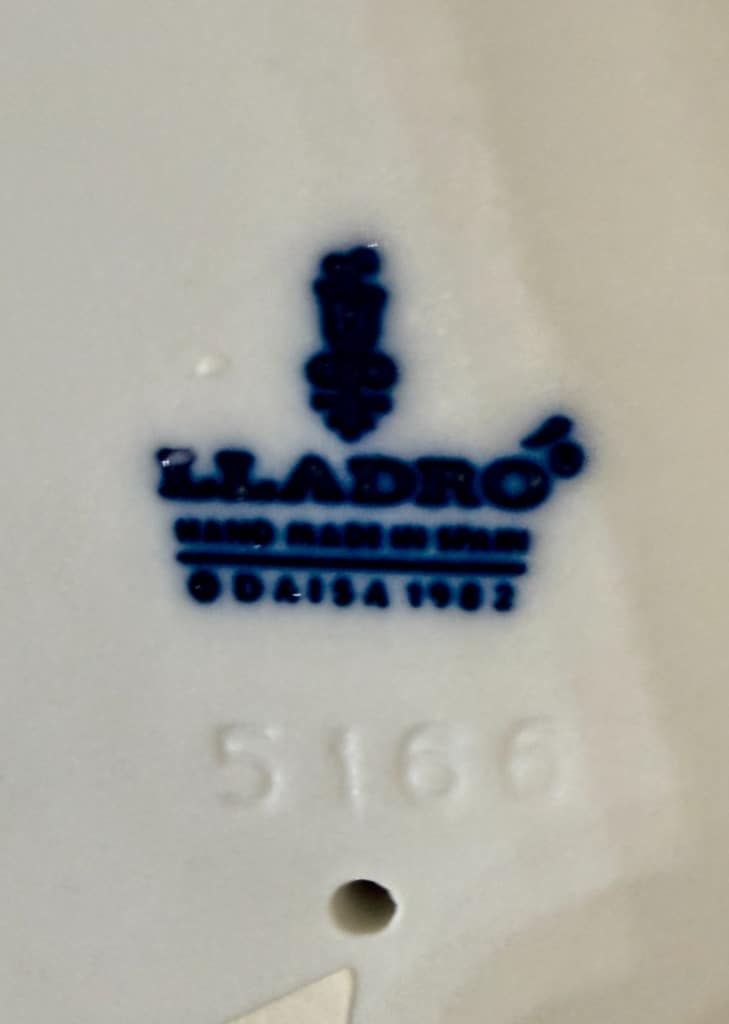 LLADRÓ
HAND MADE IN SPAIN
© DAISA 1982
5166